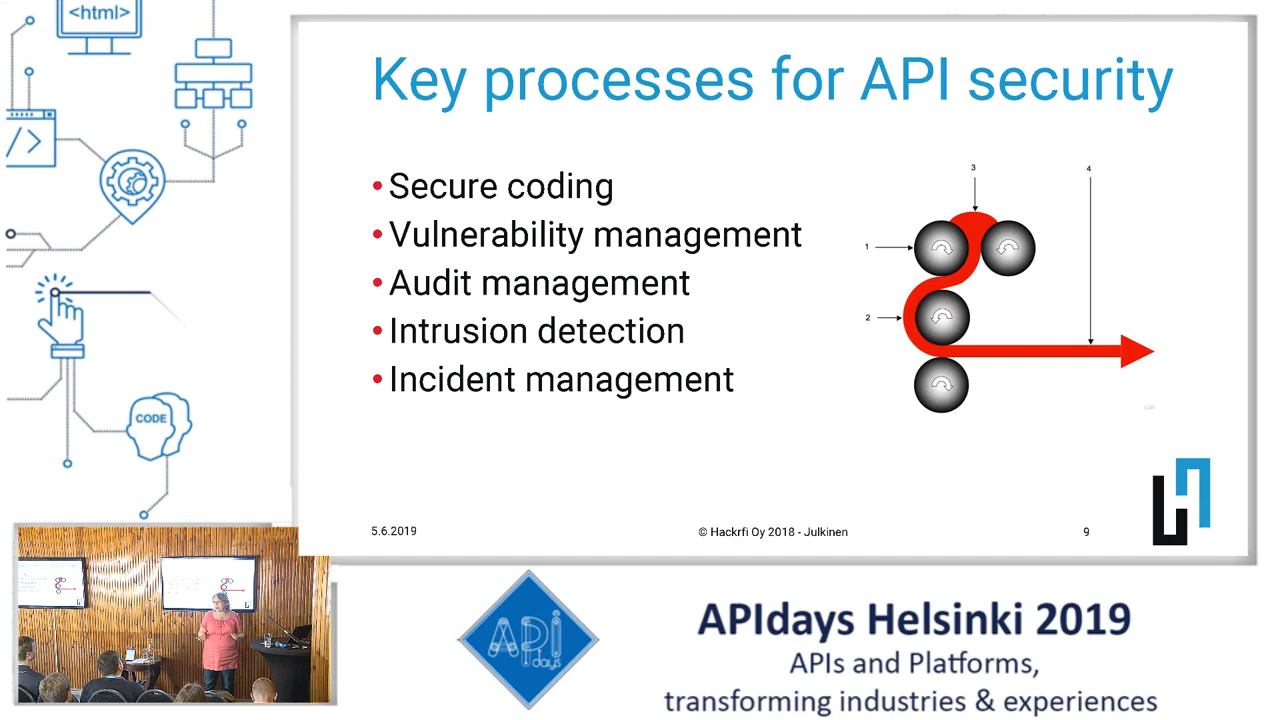 <html>
Key processes for API security
</>
•Secure coding
•Vulnerability management
•Audit management
•Intrusion detection
•Incident management
3
4
1
2
CODE
5.6.2019
© Hackrfi Oy 2018 - Julkinen
9
API
days
APIdays Helsinki 2019
APIs and Platforms,
transforming industries & experiences